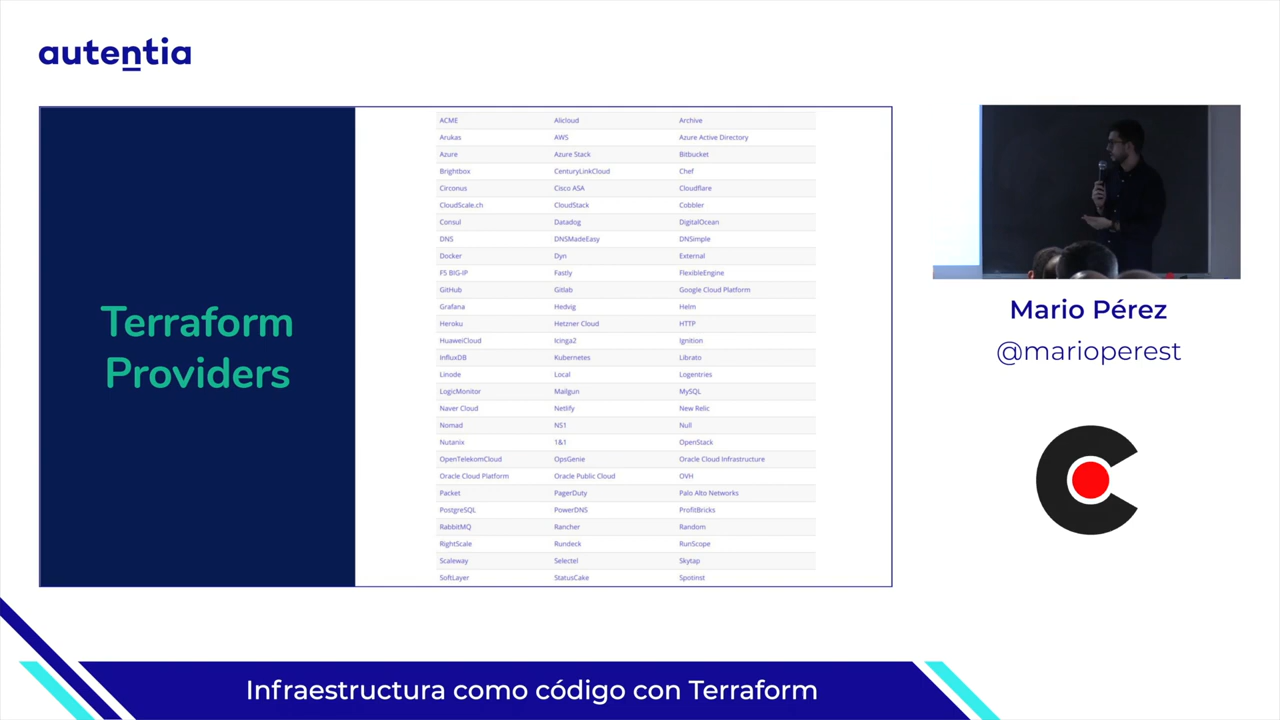 autentia
Terraform
Providers
ACME Alicloud Archive
Arukas AWS Azure Active Directory
Azure Azure Stack Bitbucket
Brightbox CenturyLinkCloud Chef
Circonus Cisco ASA Cloudflare
CloudScale.ch CloudStack Cobbler
Consul Datadog DigitalOcean
DNS DNSMadeEasy DNSimple
Docker Dyn External
F5 BIG-IP Fastly FlexibleEngine
GitHub Gitlab Google Cloud Platform
Grafana Hedvig Helm
Heroku Hetzner Cloud HTTP
HuaweiCloud Icinga2 Ignition
InfluxDB Kubernetes Librato
Linode Local Logentries
LogicMonitor Mailgun MySQL
Naver Cloud Netlify New Relic
Nomad NS1 Null
Nutanix 1&1 OpenStack
OpenTelekomCloud OpsGenie Oracle Cloud Infrastructure
Oracle Cloud Platform Oracle Public Cloud OVH
Packet PagerDuty Palo Alto Networks
PostgreSQL PowerDNS ProfitBricks
RabbitMQ Rancher Random
RightScale Rundeck RunScope
Scaleway Selectel Skytap
SoftLayer StatusCake Spotinst
Mario Pérez
@marioperest
Infraestructura como código con Terraform